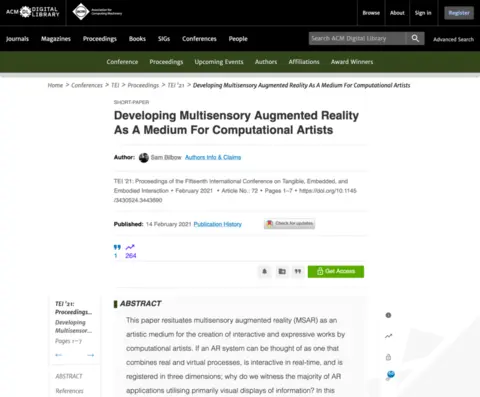 ACM DIGITAL LIBRARY
acm Association for Computing Machinery
Browse About Sign in Register
Journals Magazines Proceedings Books SIGs Conferences People
Search ACM Digital Library
Advanced Search
Conference Proceedings Upcoming Events Authors Affiliations Award Winners
Home > Conferences > TEI > Proceedings > TEI '21 > Developing Multisensory Augmented Reality As A Medium For Computational Artists
SHORT-PAPER
Developing Multisensory Augmented Reality
As A Medium For Computational Artists
Author: Sam Bilbow Authors Info & Claims
TEI '21: Proceedings of the Fifteenth International Conference on Tangible, Embedded, and
Embodied Interaction • February 2021 • Article No.: 72 • Pages 1–7 • https://doi.org/10.1145
/3430524.3443690
Published: 14 February 2021 Publication History
Check for updates
1 264
Get Access
TEI '21:
Proceedings...
Developing
Multisensor...
Pages 1–7
ABSTRACT
References
ABSTRACT
This paper resituates multisensory augmented reality (MSAR) as an
artistic medium for the creation of interactive and expressive works by
computational artists. If an AR system can be thought of as one that
combines real and virtual processes, is interactive in real-time, and is
registered in three dimensions; why do we witness the majority of AR
applications utilising primarily visual displays of information? In this